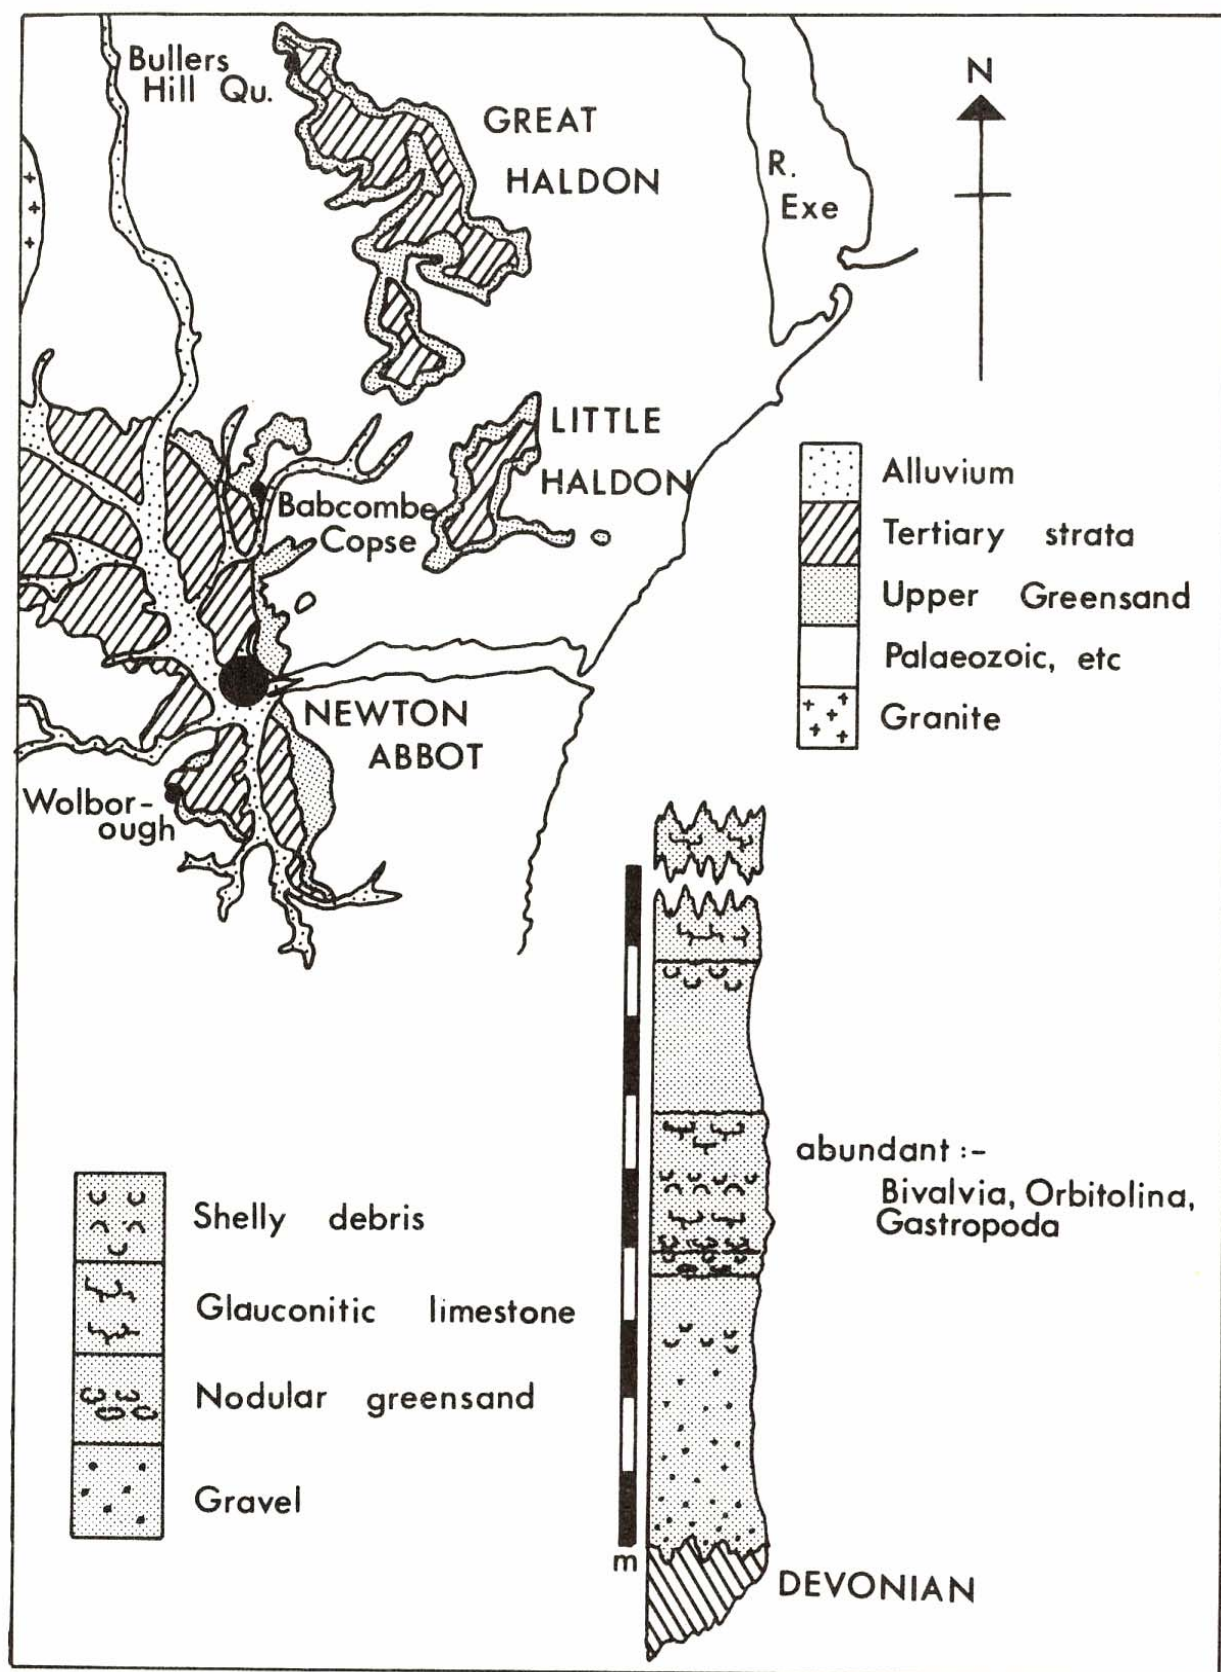 Bullers
Hill Qu.
GREAT
HALDON
N
R.
Exe
LITTLE
HALDON
Babcombe
Copse
Alluvium
Tertiary strata
Upper Greensand
Palaeozoic, etc
Granite
NEWTON
ABBOT
Wolbor-
ough
abundant :-
Bivalvia, Orbitolina,
Gastropoda
Shelly debris
Glauconitic limestone
Nodular greensand
Gravel
m
DEVONIAN